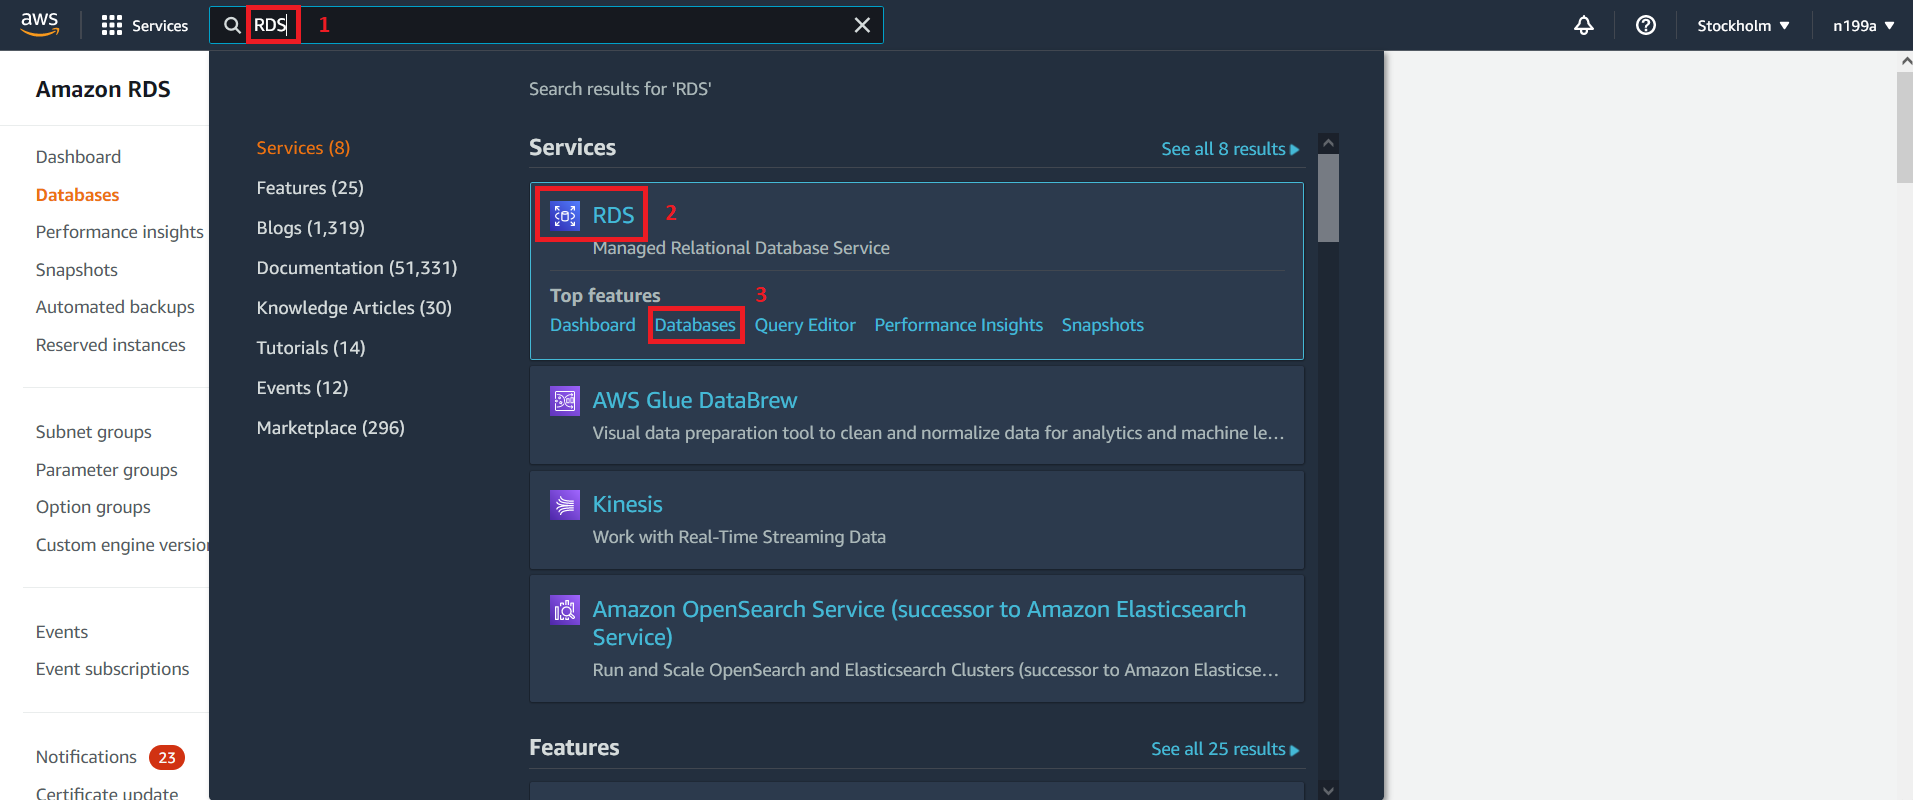 aws
Services
RDS
1
Stockholm
n199a
Amazon RDS
Dashboard
Databases
Performance insights
Snapshots
Automated backups
Reserved instances
Subnet groups
Parameter groups
Option groups
Custom engine version
Events
Event subscriptions
Notifications 23
Certificate update
Search results for 'RDS'
Services (8)
Features (25)
Blogs (1,319)
Documentation (51,331)
Knowledge Articles (30)
Tutorials (14)
Events (12)
Marketplace (296)
Services
See all 8 results
RDS 2
Managed Relational Database Service
Top features 3
Dashboard Databases Query Editor Performance Insights Snapshots
AWS Glue DataBrew
Visual data preparation tool to clean and normalize data for analytics and machine le...
Kinesis
Work with Real-Time Streaming Data
Amazon OpenSearch Service (successor to Amazon Elasticsearch
Service)
Run and Scale OpenSearch and Elasticsearch Clusters (successor to Amazon Elasticse...
Features
See all 25 results